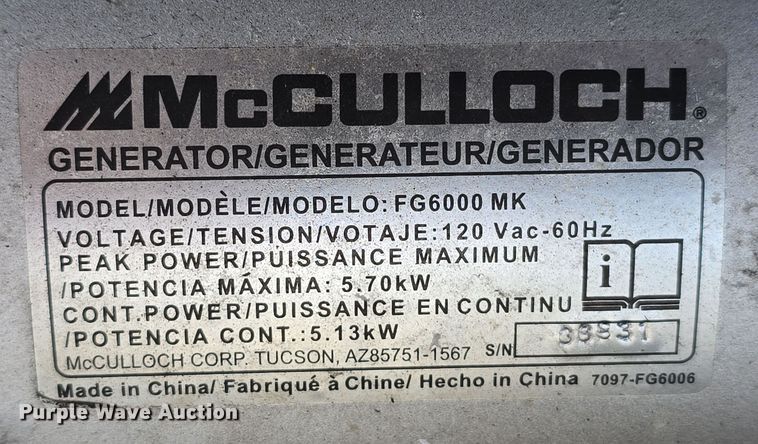 McCULLOCH®
GENERATOR/GENERATEUR/GENERADOR
MODEL/MODÈLE/MODELO: FG6000 MK
VOLTAGE/TENSION/VOTAJE:120 Vac-60Hz
PEAK POWER/PUISSANCE MAXIMUM
/POTENCIA MÁXIMA: 5.70kW
CONT.POWER/PUISSANCE EN CONTINU
/POTENCIA CONT.:5.13kW
i
McCULLOCH CORP. TUCSON, AZ85751-1567 S/N
Made in China/ Fabriqué à Chine/ Hecho in China 7097-FG6006
Purple Wave Auction